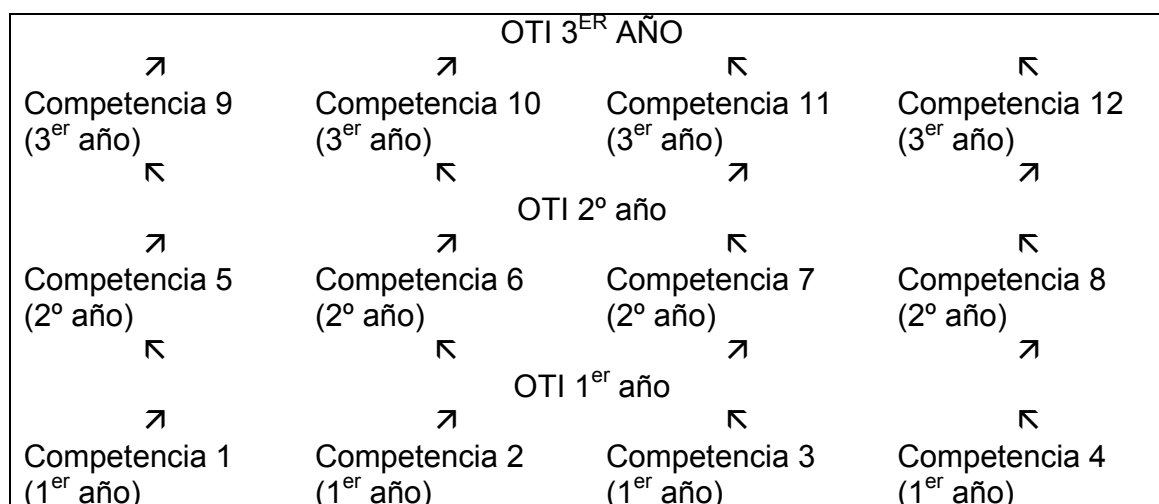 OTI 3ER AÑO
↗ ↗ ↖ ↖
Competencia 9 Competencia 10 Competencia 11 Competencia 12
(3er año) (3er año) (3er año) (3er año)
↖ ↖ ↗ ↗
OTI 2º año
↗ ↗ ↖ ↖
Competencia 5 Competencia 6 Competencia 7 Competencia 8
(2º año) (2º año) (2º año) (2º año)
↖ ↖ ↗ ↗
OTI 1er año
↗ ↗ ↖ ↖
Competencia 1 Competencia 2 Competencia 3 Competencia 4
(1er año) (1er año) (1er año) (1er año)